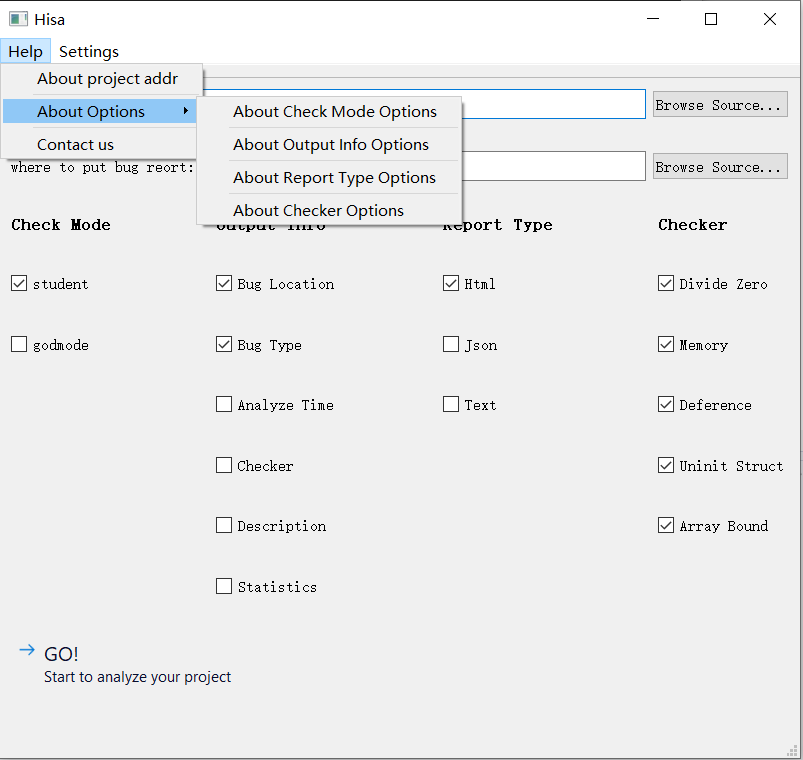 Hisa
Help Settings
About project addr
About Options
Contact us
About Check Mode Options
About Output Info Options
About Report Type Options
About Checker Options
Browse Source...
where to put bug reort:
Browse Source...
Check Mode Output Info Report Type Checker
student Bug Location Html Divide Zero
godmode Bug Type Json Memory
Analyze Time Text Deference
Checker Uninit Struct
Description Array Bound
Statistics
GO!
Start to analyze your project